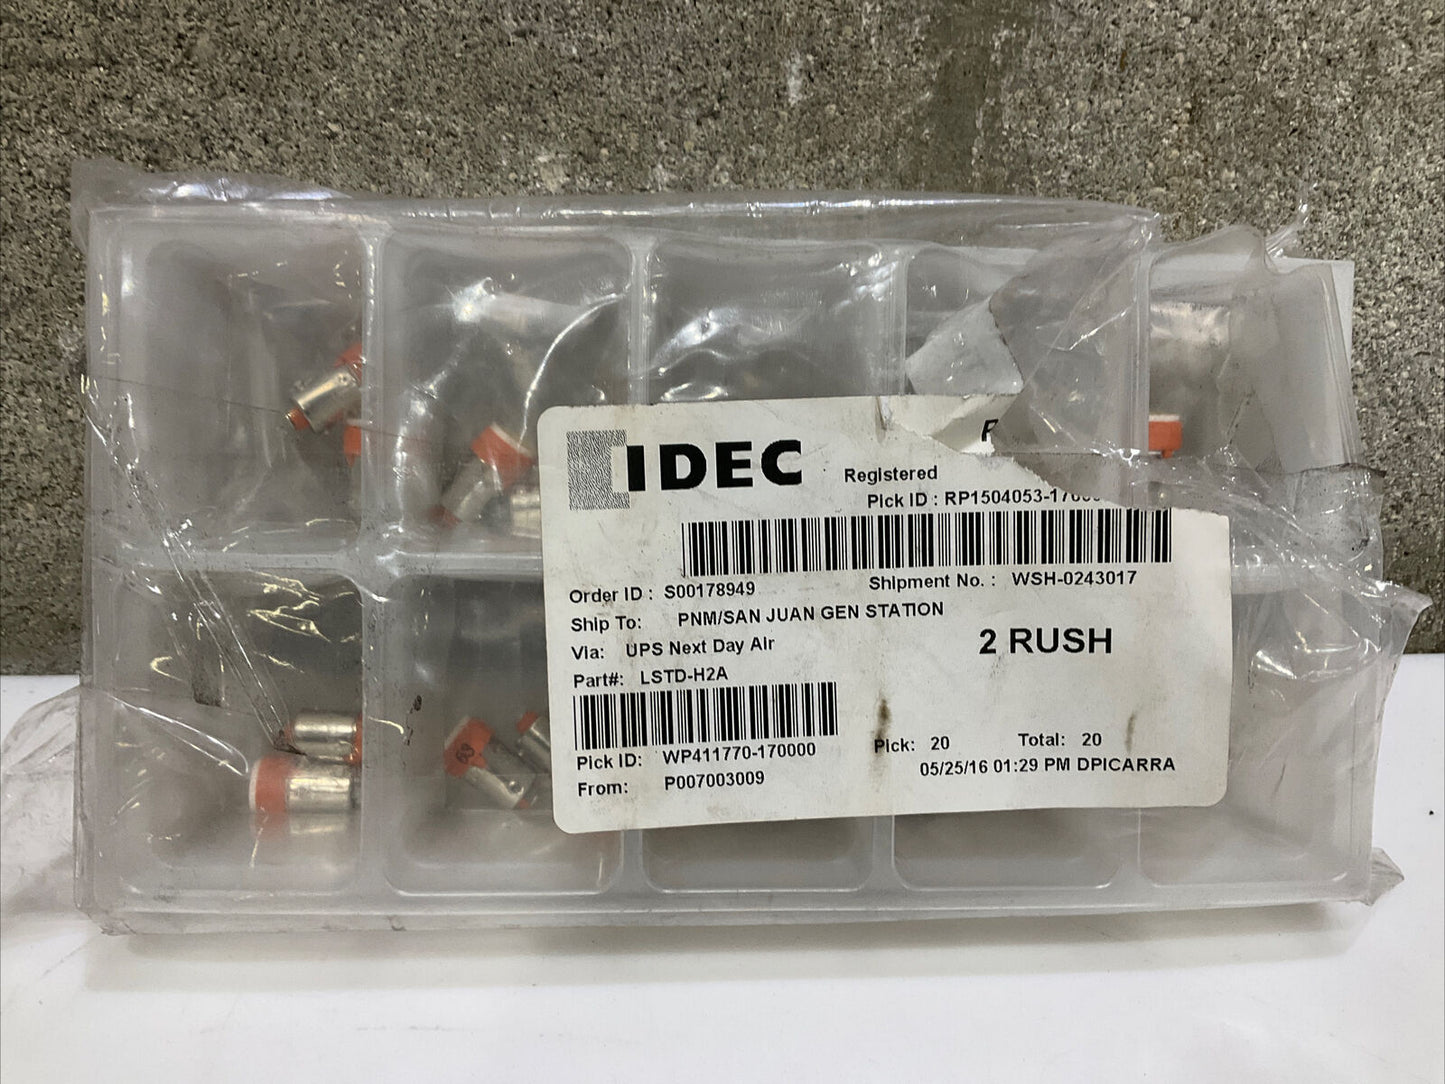 IDEC
Registered
Pick ID : RP1504053-170
Order ID : S00178949 Shipment No. : WSH-0243017
Ship To: PNM/SAN JUAN GEN STATION
Via: UPS Next Day Air
2 RUSH
Part#: LSTD-H2A
Pick ID: WP411770-170000 Pick: 20 Total: 20
From: P007003009 05/25/16 01:29 PM DPICARRA